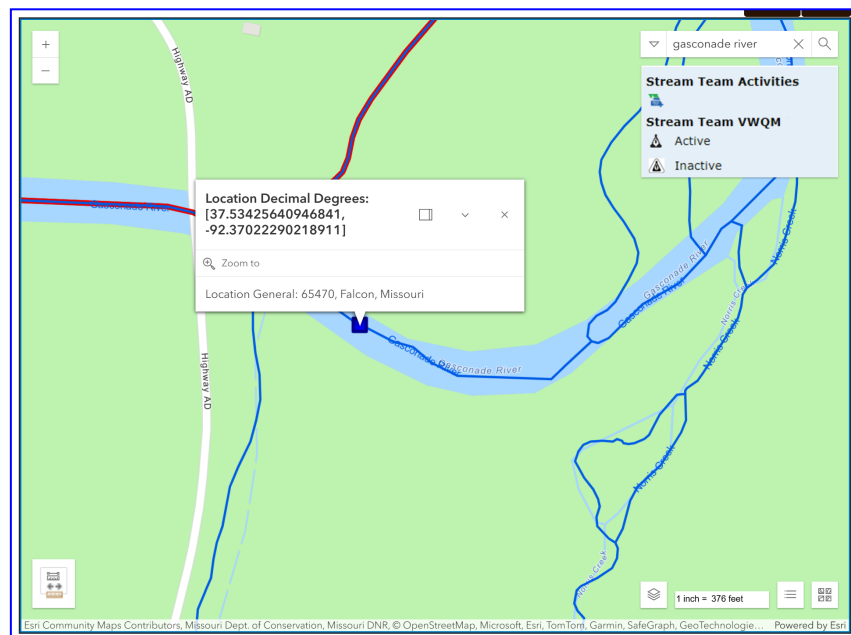 +
−
Highway AD
gasconade river
Stream Team Activities
Stream Team VWQM
Active
Inactive
Gasconade River
Location Decimal Degrees:
[37.53425640946841,
-92.37022290218911]
Zoom to
Location General: 65470, Falcon, Missouri
Gasconade River
Gasconade River
Norris Creek
Norris Cre
Gasconade River
Gasconade River
Norris Creek
Highway AD
Norris Creek
Norris Creek
1 inch = 376 feet
Esri Community Maps Contributors, Missouri Dept. of Conservation, Missouri DNR, © OpenStreetMap, Microsoft, Esri, TomTom, Garmin, SafeGraph, GeoTechnologie... Powered by Esri